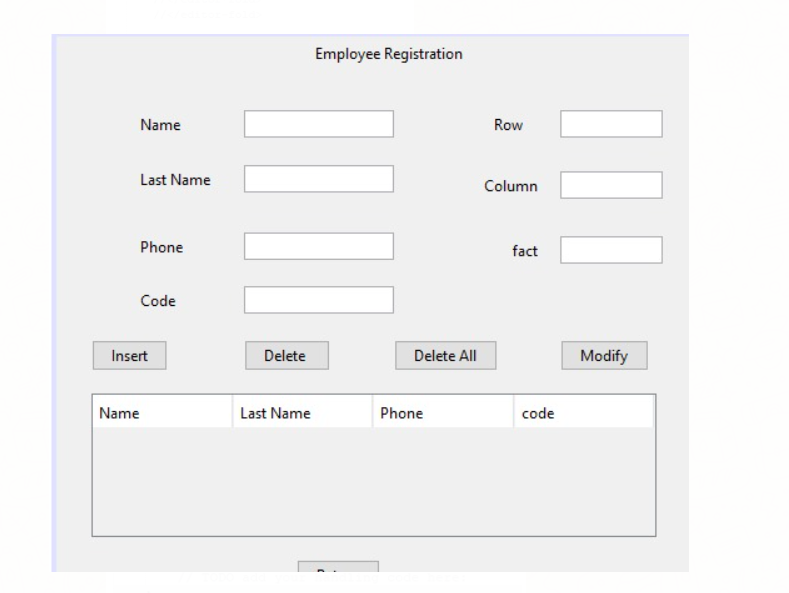 Employee Registration
Name Row
Last Name Column
Phone fact
Code
Insert Delete Delete All Modify
Name Last Name Phone code